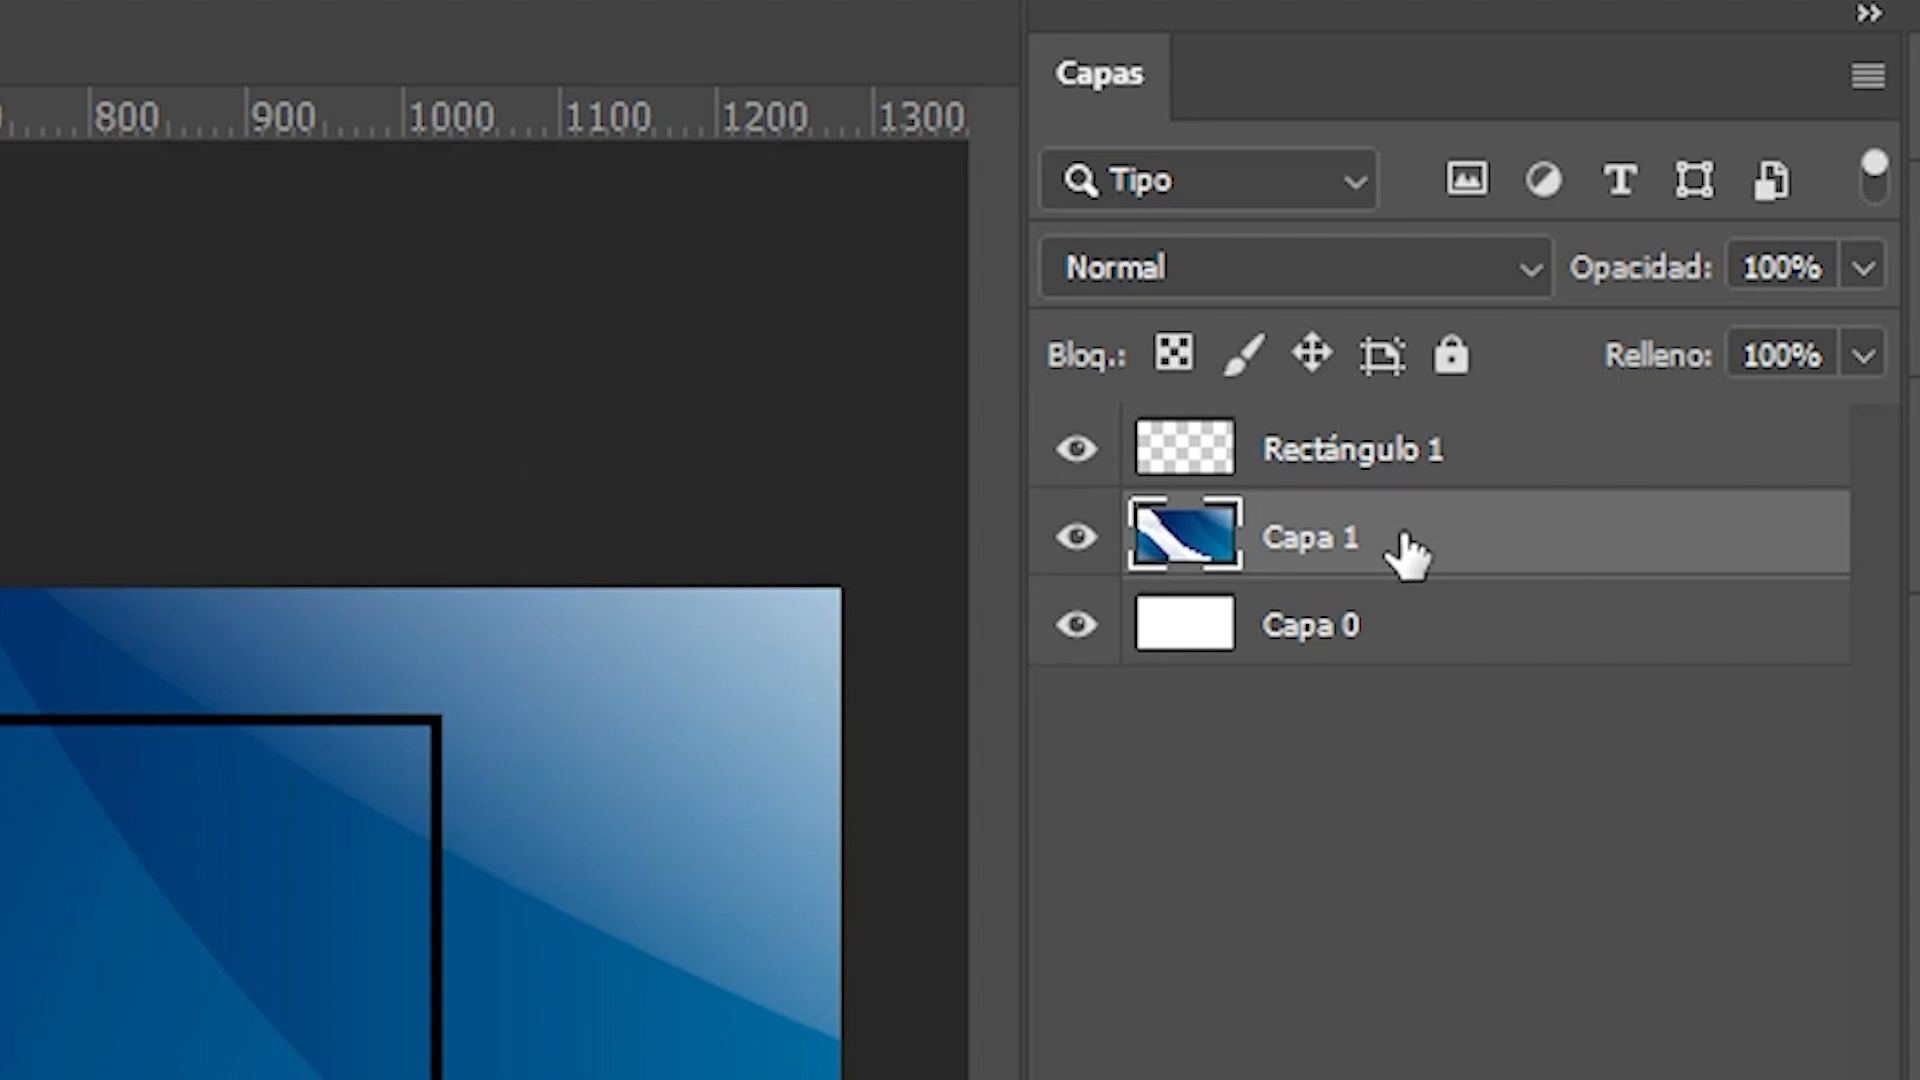 Capas
800 900 1000 1100 1200 1300
Tipo
Normal Opacidad: 100%
Bloq.: Relleno: 100%
Rectángulo 1
Capa 1
Capa 0